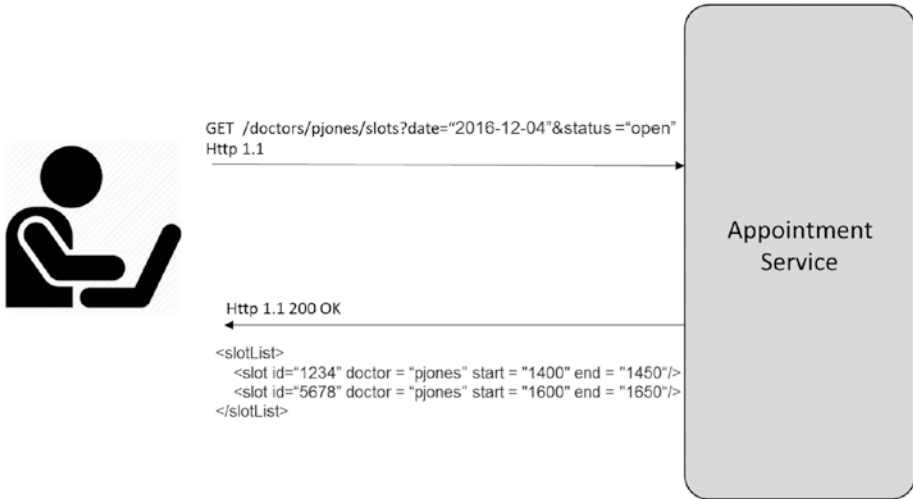 GET /doctors/pjones/slots?date=“2016-12-04”&status =“open”
Http 1.1
Appointment
Service
Http 1.1 200 OK
<slotList>
<slot id=“1234” doctor = “pjones” start = "1400" end = "1450“/>
<slot id=“5678” doctor = “pjones” start = "1600" end = "1650“/>
</slotList>